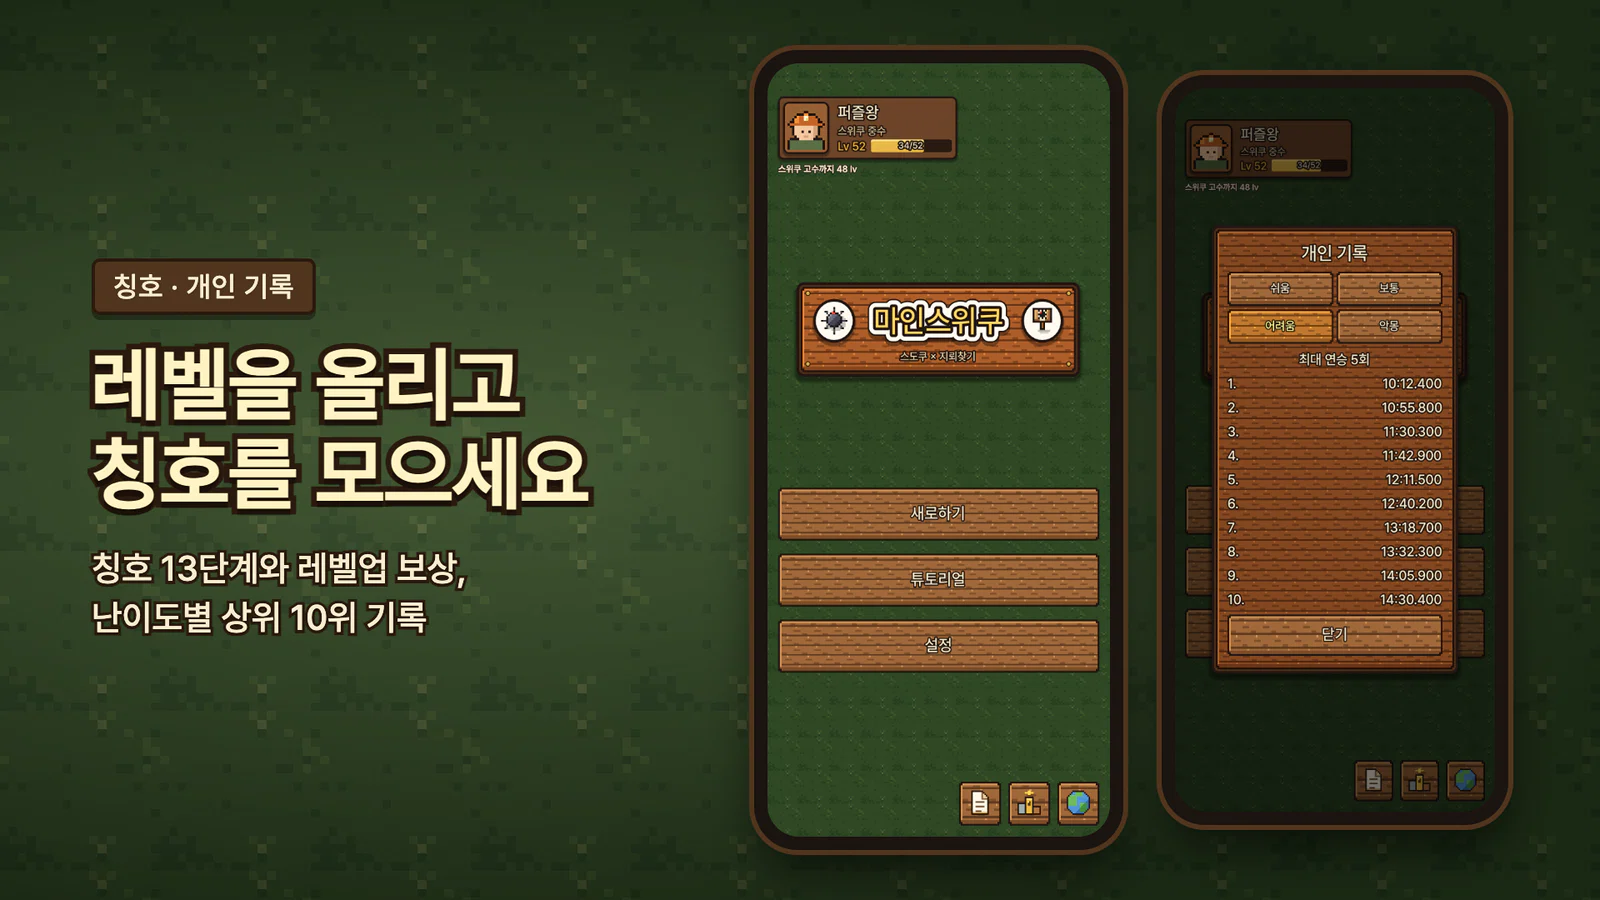 칭호 · 개인 기록
레벨을 올리고
칭호를 모으세요
칭호 13단계와 레벨업 보상,
난이도별 상위 10위 기록
퍼즐왕
스위쿠 중수
Lv 52 34/52
스위쿠 고수까지 48 lv
마인스위쿠
스도쿠 × 지뢰찾기
새로하기
튜토리얼
설정
퍼즐왕
스위쿠 중수
Lv 52 34/52
스위쿠 고수까지 48 lv
개인 기록
쉬움 보통
어려움 악몽
최대 연승 5회
1. 10:12.400
2. 10:55.800
3. 11:30.300
4. 11:42.900
5. 12:11.500
6. 12:40.200
7. 13:18.700
8. 13:32.300
9. 14:05.900
10. 14:30.400
닫기